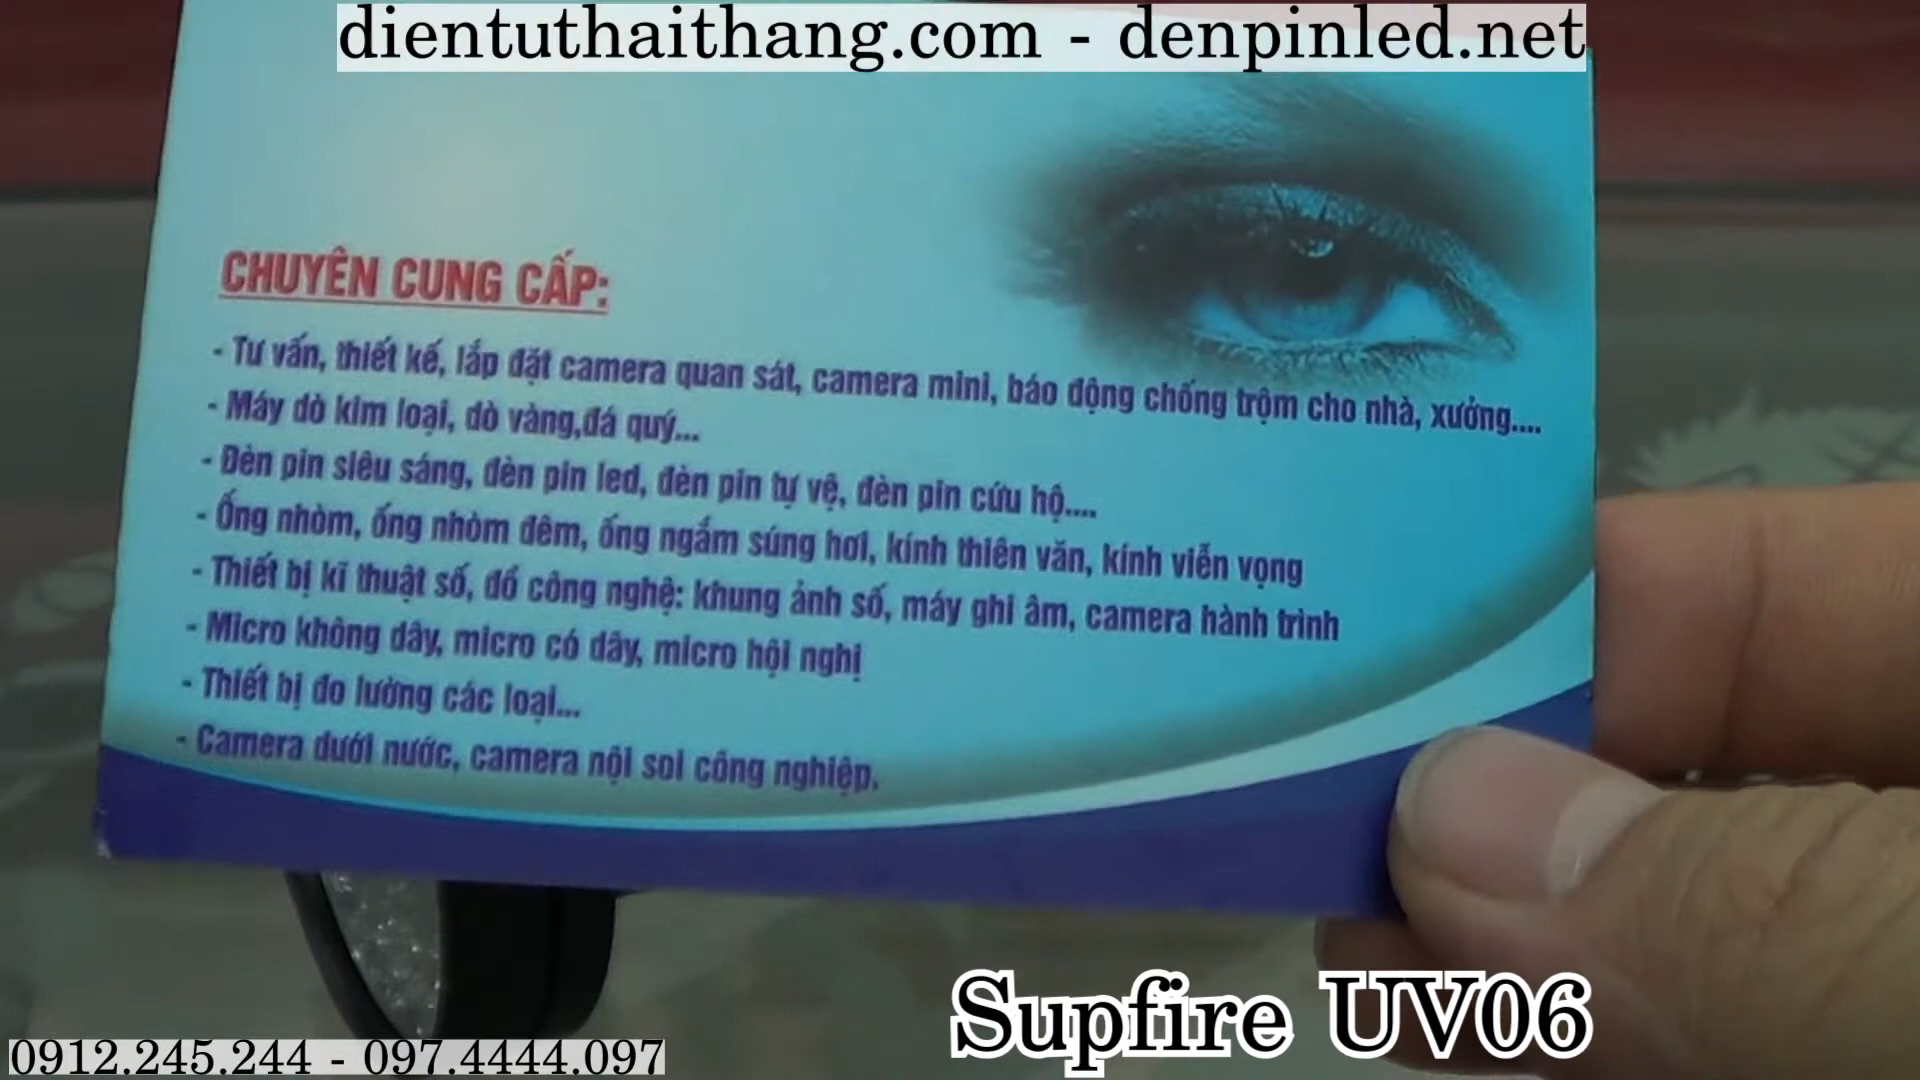 dientuthaithang.com - denpinled.net
CHUYÊN CUNG CẤP:
- Tư vấn, thiết kế, lắp đặt camera quan sát, camera mini, báo động chống trộm cho nhà, xưởng....
- Máy dò kim loại, dò vàng,đá quý...
- Đèn pin siêu sáng, đèn pin led, đèn pin tự vệ, đèn pin cứu hộ....
- Ống nhòm, ống nhòm đêm, ống ngắm súng hơi, kính thiên văn, kính viễn vọng
- Thiết bị kĩ thuật số, đồ công nghệ: khung ảnh số, máy ghi âm, camera hành trình
- Micro không dây, micro có dây, micro hội nghị
- Thiết bị đo lường các loại...
- Camera dưới nước, camera nội soi công nghiệp.
Supfire UV06
0912.245.244 - 097.4444.097